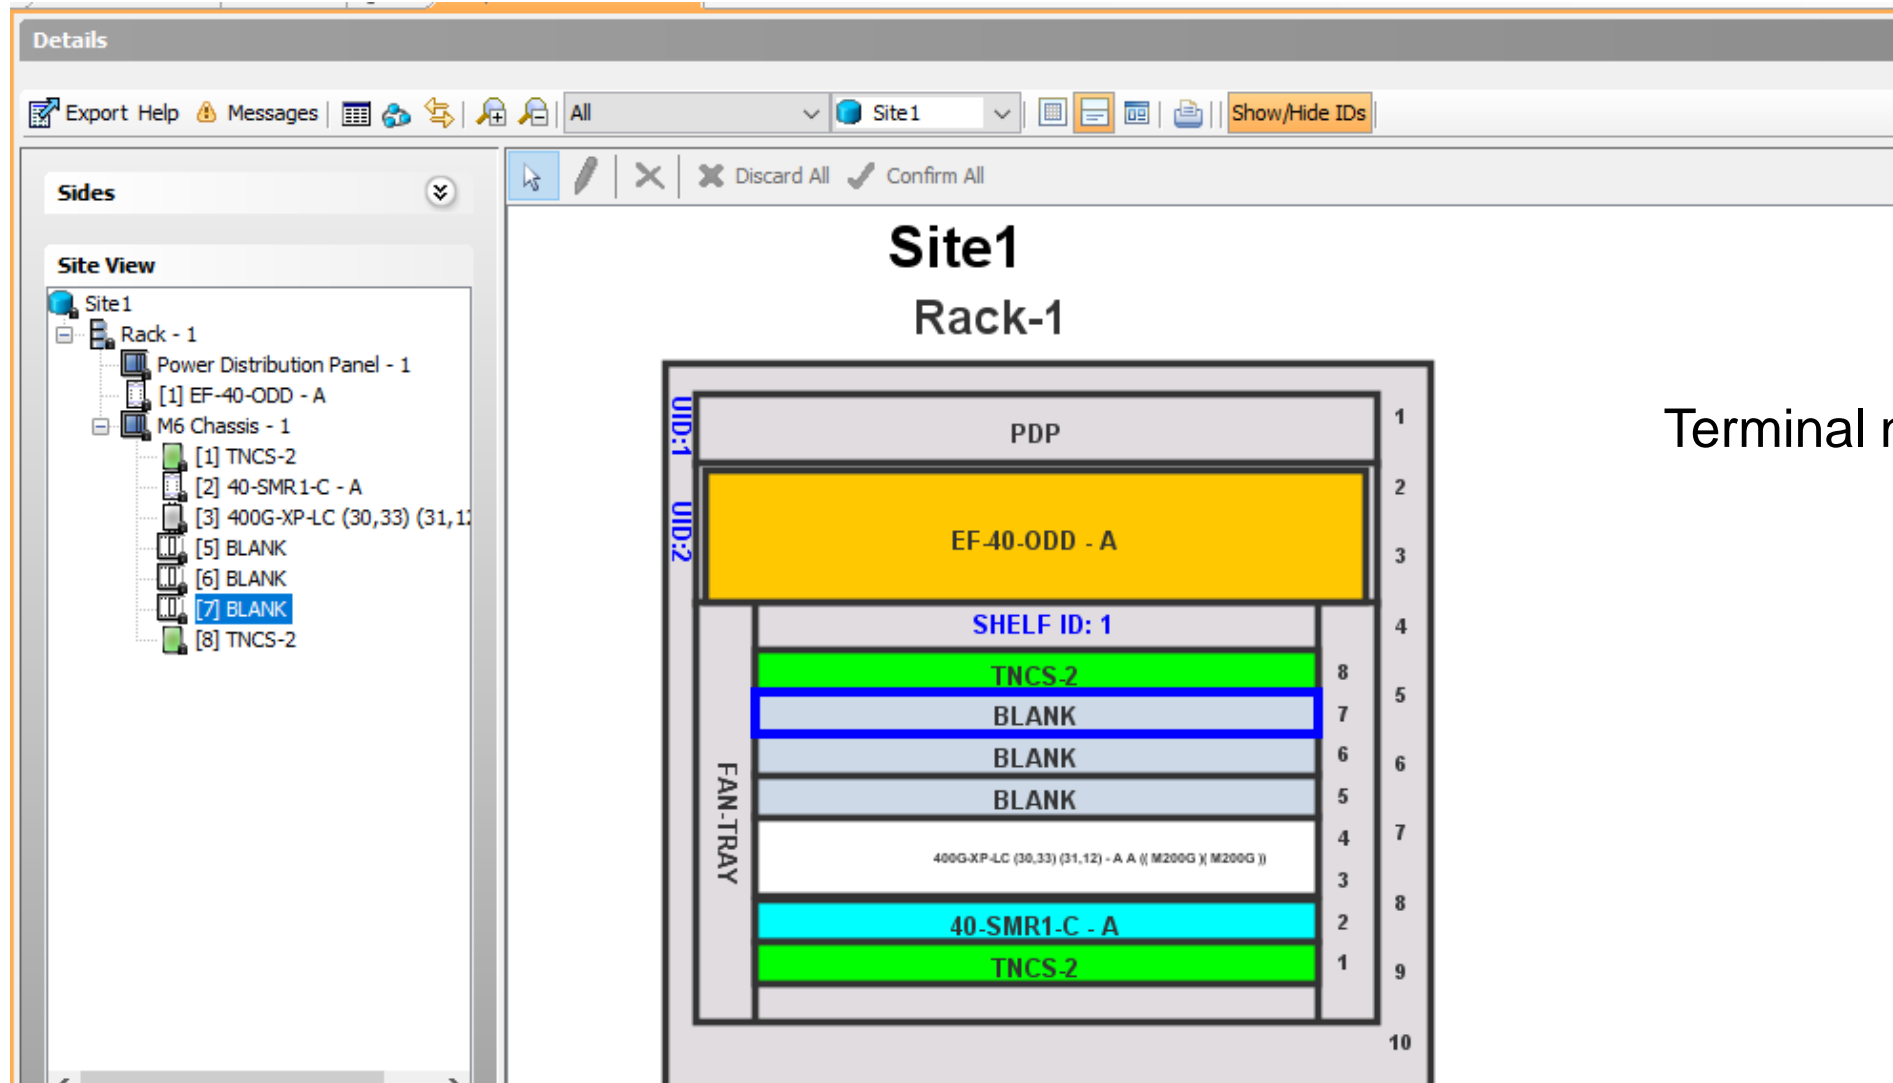 Details
Export Help Messages All Site1 Show/Hide IDs
Discard All Confirm All
Sides
Site View
Site1
Rack - 1
Power Distribution Panel - 1
[1] EF-40-ODD - A
M6 Chassis - 1
[1] TNCS-2
[2] 40-SMR1-C - A
[3] 400G-XP-LC (30,33) (31,12
[5] BLANK
[6] BLANK
[7] BLANK
[8] TNCS-2
Site1
Rack-1
UID:1 PDP 1
UID:2 EF-40-ODD - A 2
3
SHELF ID: 1 4
TNCS-2 8
BLANK 7 5
BLANK 6 6
BLANK 5
FAN-TRAY
400G-XP-LC (30,33) (31,12) - A A (( M200G )( M200G )) 4 7
3
40-SMR1-C - A 2 8
TNCS-2 1 9
10
Terminal